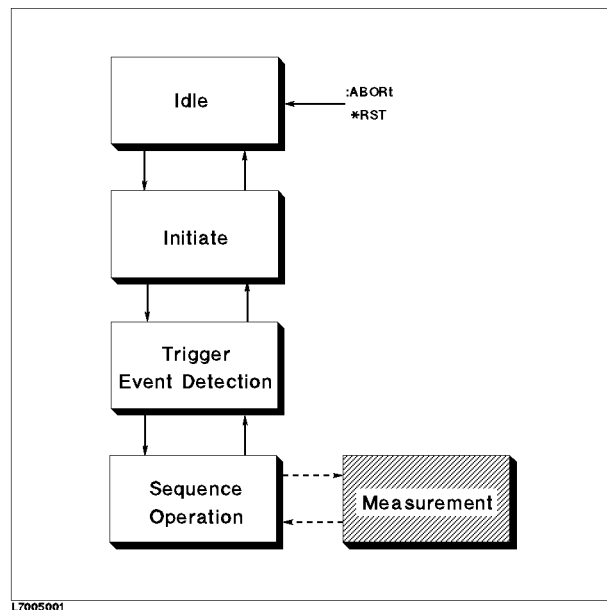 Idle
:ABORt
*RST
Initiate
Trigger
Event Detection
Sequence
Operation
Measurement
L7005001